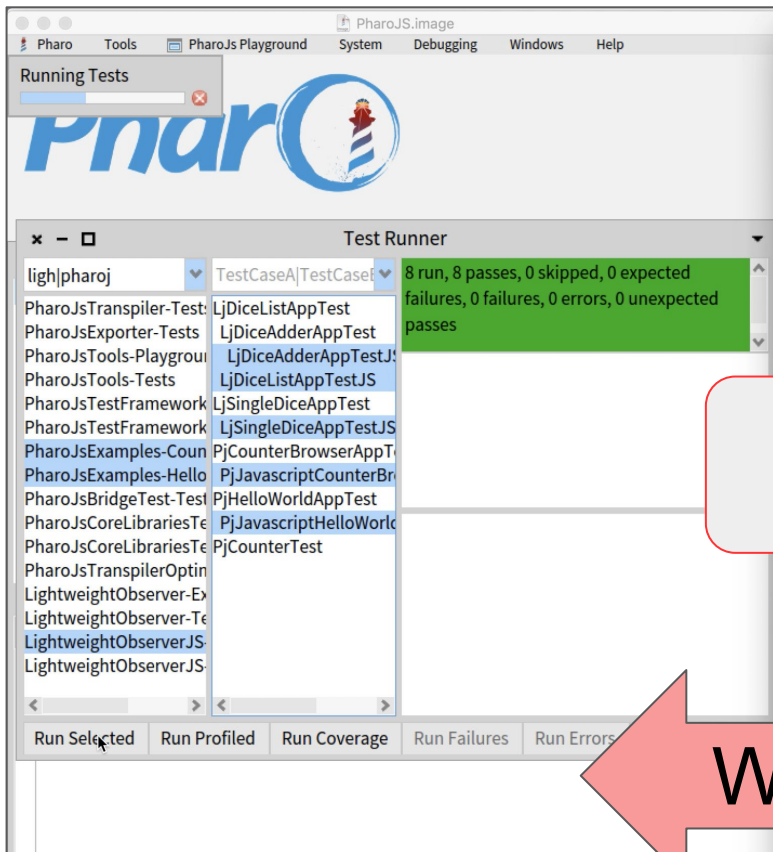 PharoJS.image
Pharo Tools PharoJs Playground System Debugging Windows Help
Running Tests
Pharo
Test Runner
ligh|pharoj
TestCaseA|TestCaseB
8 run, 8 passes, 0 skipped, 0 expected
failures, 0 failures, 0 errors, 0 unexpected
passes
PharoJsTranspiler-Tests
PharoJsExporter-Tests
PharoJsTools-Playgroun
PharoJsTools-Tests
PharoJsTestFramework
PharoJsTestFramework
PharoJsExamples-Coun
PharoJsExamples-Hello
PharoJsBridgeTest-Test
PharoJsCoreLibrariesTe
PharoJsCoreLibrariesTe
PharoJsTranspilerOptim
LightweightObserver-Ex
LightweightObserver-Te
LightweightObserverJS-
LightweightObserverJS-
LjDiceListAppTest
LjDiceAdderAppTest
LjDiceAdderAppTestJS
LjDiceListAppTestJS
LjSingleDiceAppTest
LjSingleDiceAppTestJS
PjCounterBrowserAppTe
PjJavascriptCounterBr
PjHelloWorldAppTest
PjJavascriptHelloWorld
PjCounterTest
Run Selected Run Profiled Run Coverage Run Failures Run Errors
W